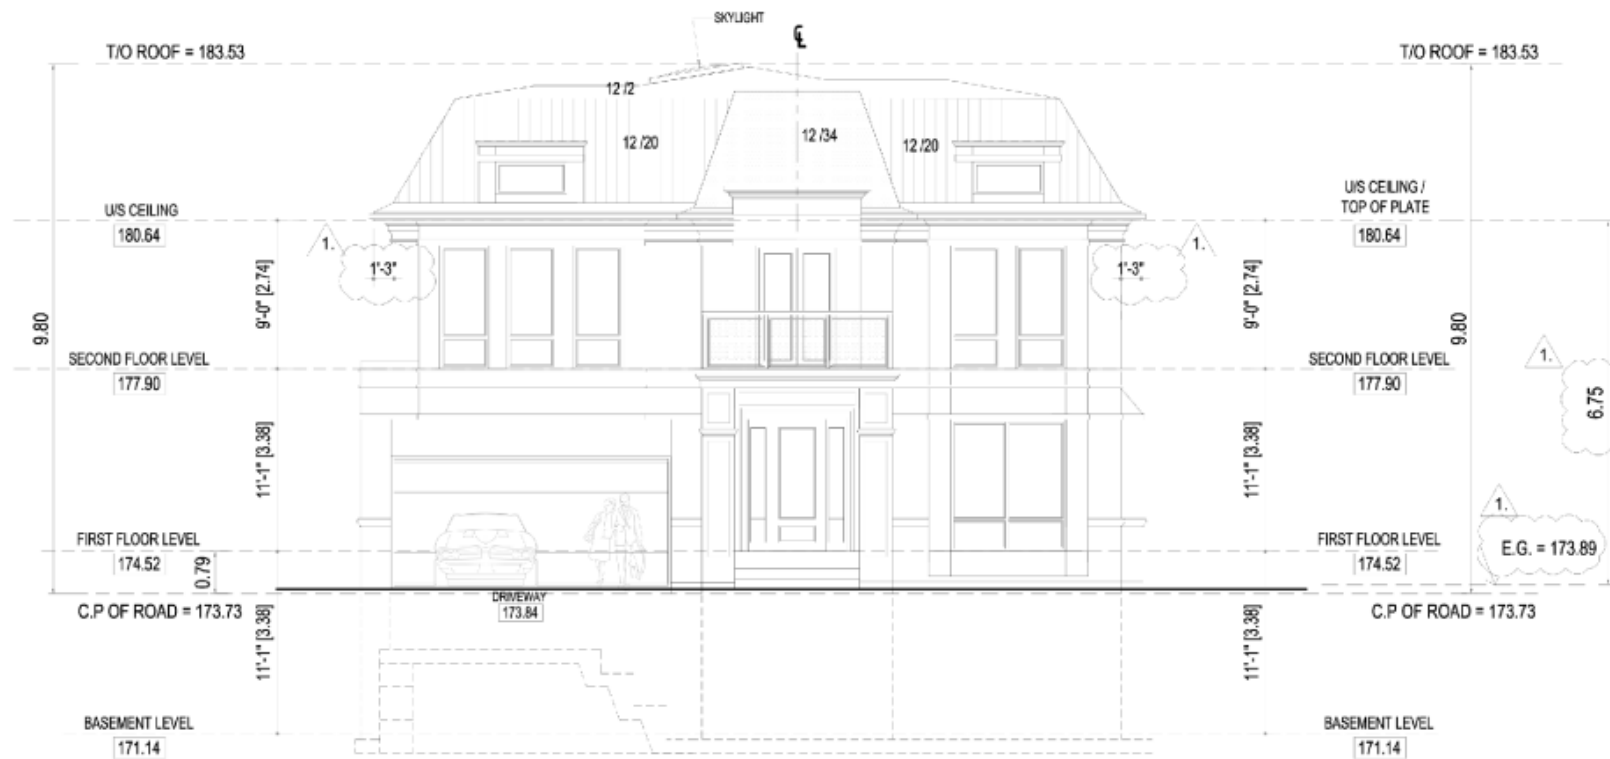 SKYLIGHT
℄
T/O ROOF = 183.53
T/O ROOF = 183.53
12 /2
12 /20
12 /34
12 /20
U/S CEILING
180.64
U/S CEILING /
TOP OF PLATE
180.64
1.
1'-3"
1.
1'-3"
9'-0" [2.74]
9'-0" [2.74]
9.80
9.80
SECOND FLOOR LEVEL
177.90
SECOND FLOOR LEVEL
177.90
1.
6.75
11'-1" [3.38]
11'-1" [3.38]
FIRST FLOOR LEVEL
174.52
0.79
FIRST FLOOR LEVEL
174.52
1.
E.G. = 173.89
DRIVEWAY
173.84
C.P OF ROAD = 173.73
C.P OF ROAD = 173.73
11'-1" [3.38]
11'-1" [3.38]
BASEMENT LEVEL
171.14
BASEMENT LEVEL
171.14